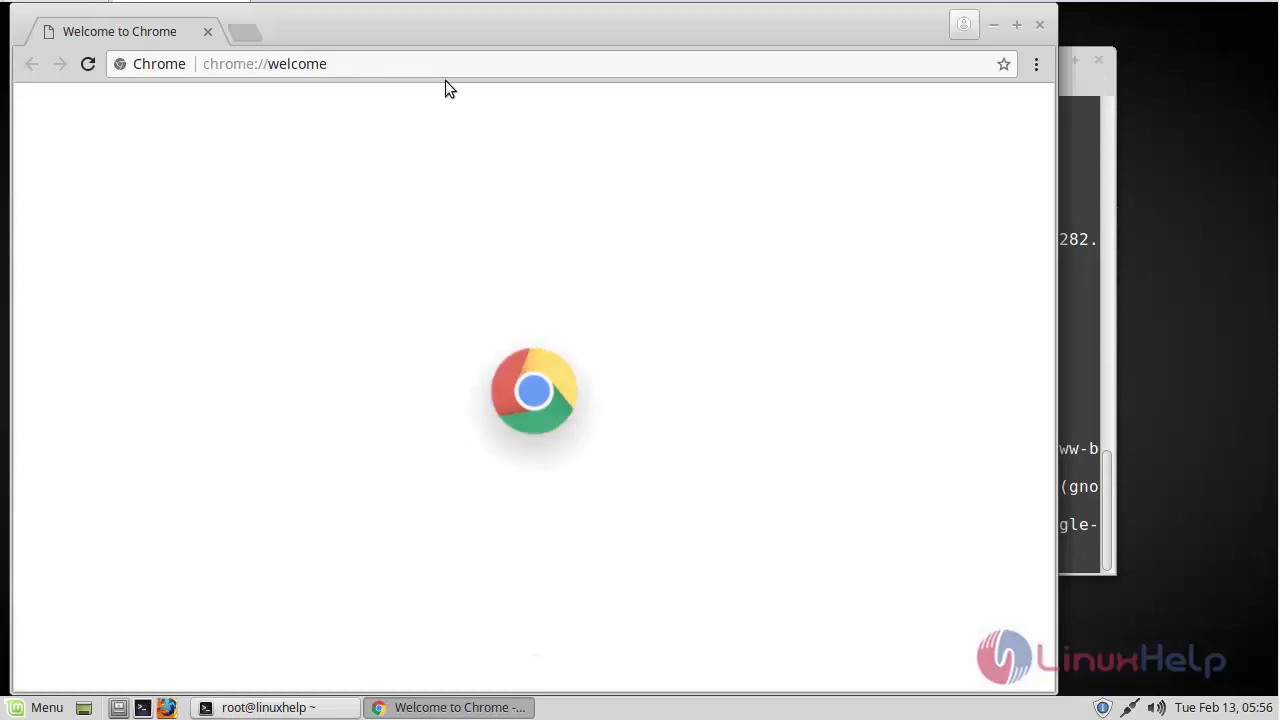 Welcome to Chrome
Chrome
chrome://welcome
282.
ww-b
(gno
gle-
LinuxHelp
Menu
root@linuxhelp ~
Welcome to Chrome -...
Tue Feb 13, 05:56